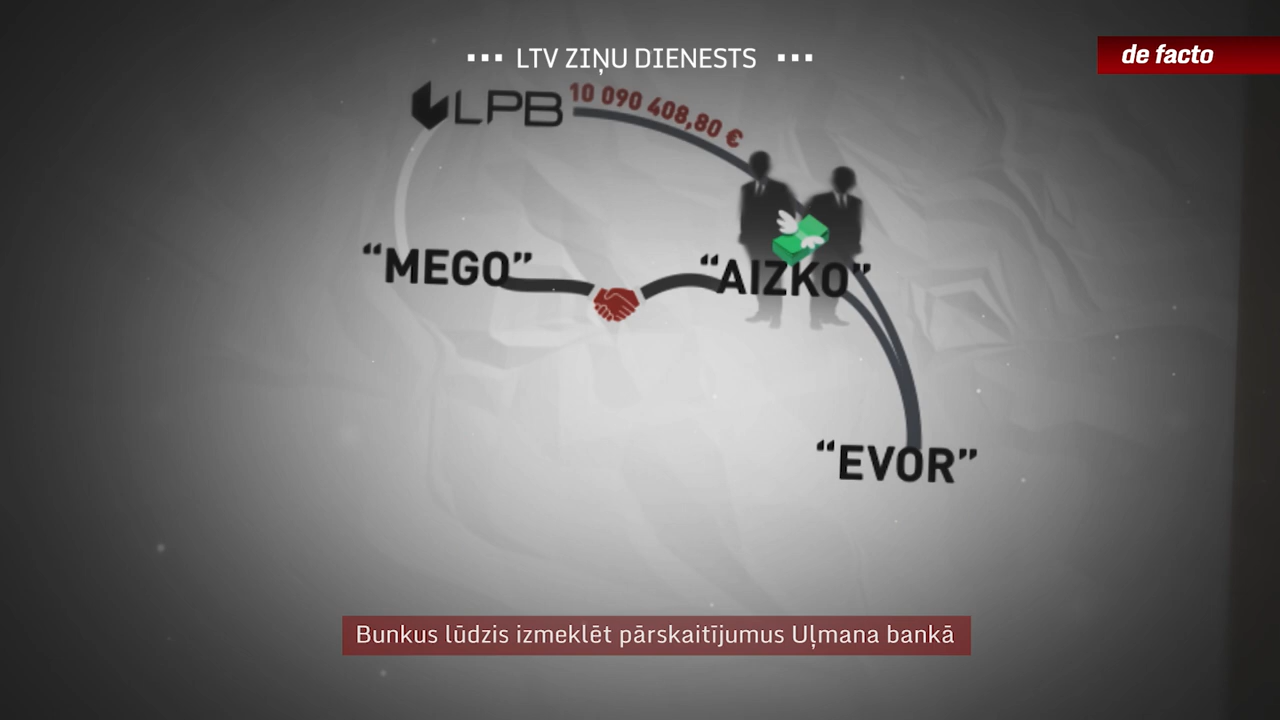 ••• LTV ZIŅU DIENESTS •••
de facto
LPB
10 090 408,80 €
“MEGO”
“AIZKO”
“EVOR”
Bunkus lūdzis izmeklēt pārskaitījumus Uļmana bankā